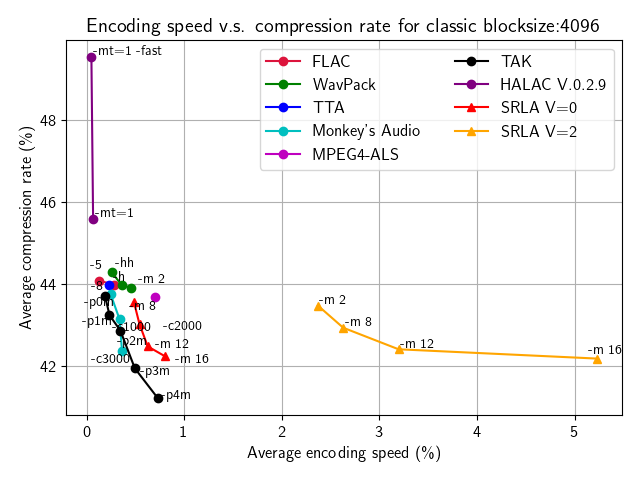 Encoding speed v.s. compression rate for classic blocksize:4096
Average compression rate (%)
48
46
44
42
0 1 2 3 4 5
Average encoding speed (%)
FLAC
WavPack
TTA
Monkey's Audio
MPEG4-ALS
TAK
HALAC V.0.2.9
SRLA V=0
SRLA V=2
-mt=1 -fast
-mt=1
-5
-hh
-8
-m 2
-p0m
-m 2
-p1m
-c2000
-m 8
-p2m
-m 12
-m 12
-c3000
-m 16
-m 16
-p3m
-p4m